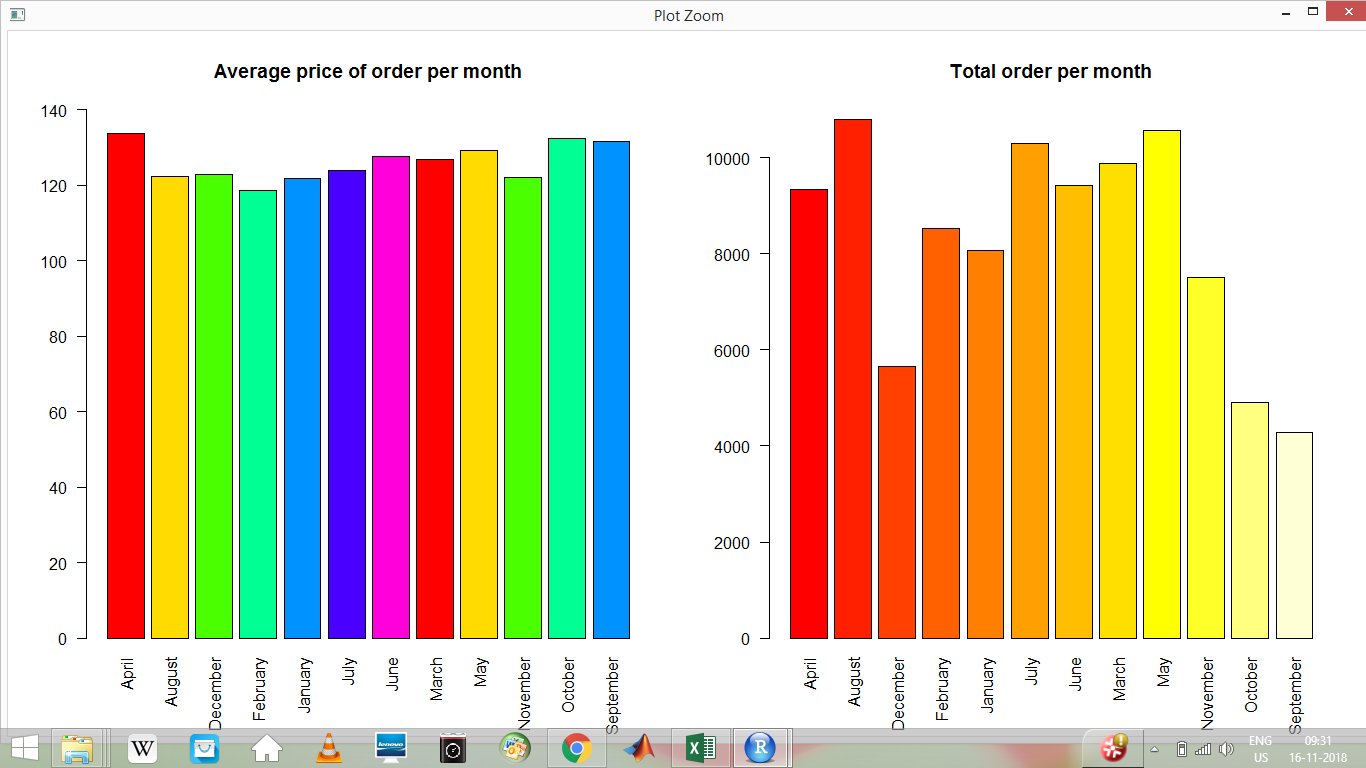 Plot Zoom
Average price of order per month
140
120
100
80
60
40
20
0
April
August
December
February
January
July
June
March
May
November
October
September
Total order per month
10000
8000
6000
4000
2000
0
April
August
December
February
January
July
June
March
May
November
October
September
W
lenovo
X
R
ENG
US
09:31
16-11-2018